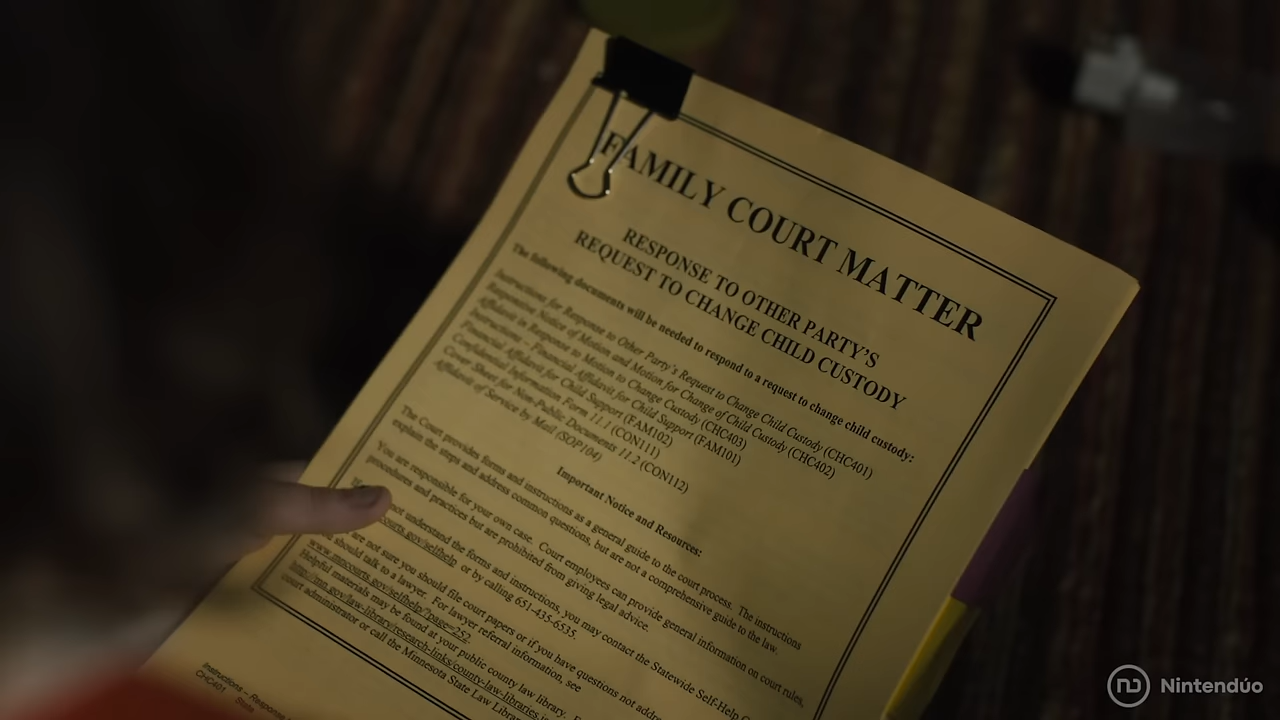 FAMILY COURT MATTER
RESPONSE TO OTHER PARTY'S
REQUEST TO CHANGE CHILD CUSTODY
The following documents will be needed to respond to a request to change child custody:
Instructions for Response to Other Party's Request to Change Child Custody (CHC401)
Responsive Notice of Motion and Motion for Change of Child Custody (CHC402)
Affidavit in Response to Motion to Change Custody (CHC403)
Instructions – Financial Affidavit for Child Support (FAM101)
Financial Affidavit for Child Support (FAM102)
Confidential Information Form 11.1 (CON111)
Cover Sheet for Non-Public Documents 11.2 (CON112)
Affidavit of Service by Mail (SOP104)
Important Notice and Resources:
The Court provides forms and instructions as a general guide to the court process. The instructions
explain the steps and address common questions, but are not a comprehensive guide to the law.
You are responsible for your own case. Court employees can provide general information on court rules,
procedures and practices but are prohibited from giving legal advice.
not understand the forms and instructions, you may contact the Statewide Self-Help
courts.gov/selfhelp or by calling 651-435-6535.
are not sure you should file court papers or if you have questions not addre
should talk to a lawyer. For lawyer referral information, see
www.mncourts.gov/selfhelp/?page=252.
Helpful materials may be found at your public county law library.
http://mn.gov/law-library/research-links/county-law-libraries
court administrator or call the Minnesota State Law Libra
Instructions – Response
CHC401 State
Nintendúo